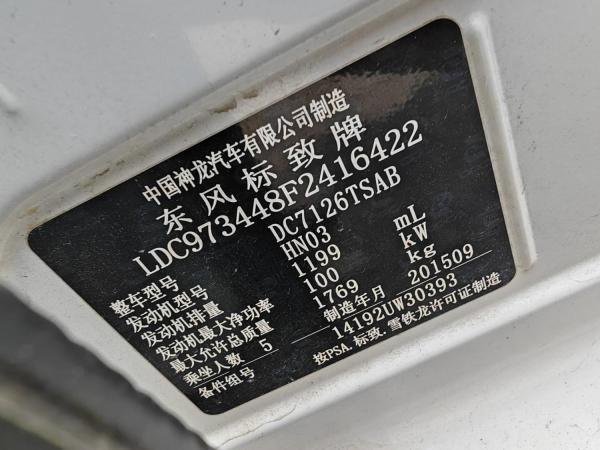 中国神龙汽车有限公司制造
东风标致牌
LDC973448F2416422
整车型号 DC7126TSAB
发动机型号 HN03
发动机排量 1199 mL
发动机最大净功率 100 kW
最大允许总质量 1769 kg
乘坐人数 5 制造年月 201509
备件组号 14192UW30393
按PSA.标致.雪铁龙许可证制造